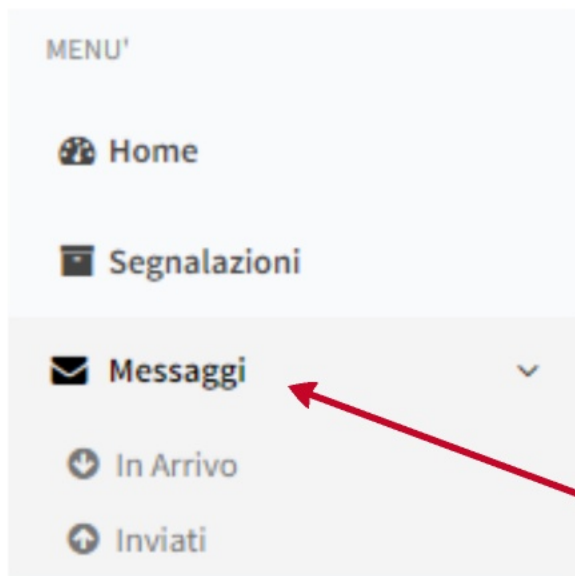 MENU'
Home
Segnalazioni
Messaggi
In Arrivo
Inviati